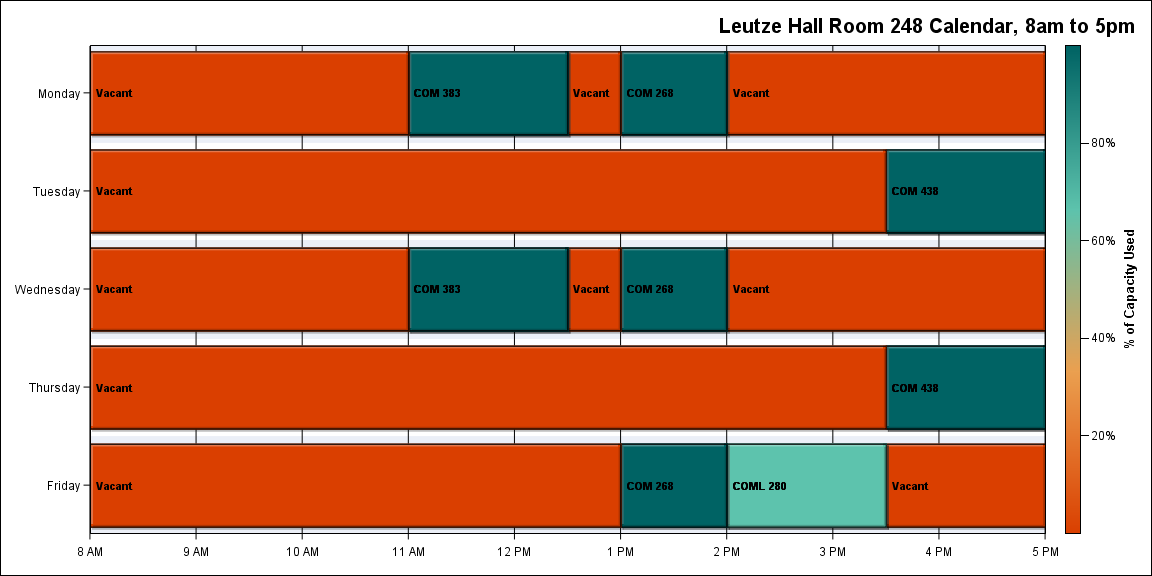 Leutze Hall Room 248 Calendar, 8am to 5pm
Monday
Vacant
COM 383
Vacant
COM 268
Vacant
Tuesday
Vacant
COM 438
Wednesday
Vacant
COM 383
Vacant
COM 268
Vacant
Thursday
Vacant
COM 438
Friday
Vacant
COM 268
COML 280
Vacant
8 AM
9 AM
10 AM
11 AM
12 PM
1 PM
2 PM
3 PM
4 PM
5 PM
80%
60%
40%
20%
% of Capacity Used